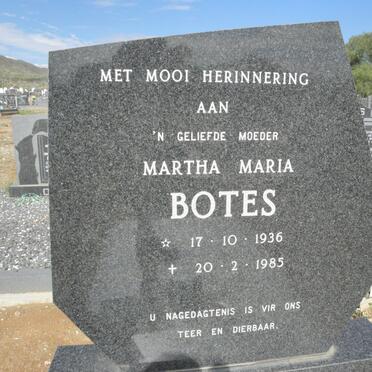 MET MOOI HERINNERING
AAN
'N GELIEFDE MOEDER
MARTHA MARIA
BOTES
☆ 17 · 10 · 1936
✝ 20 · 2 · 1985
U NAGEDAGTENIS IS VIR ONS
TEER EN DIERBAAR.